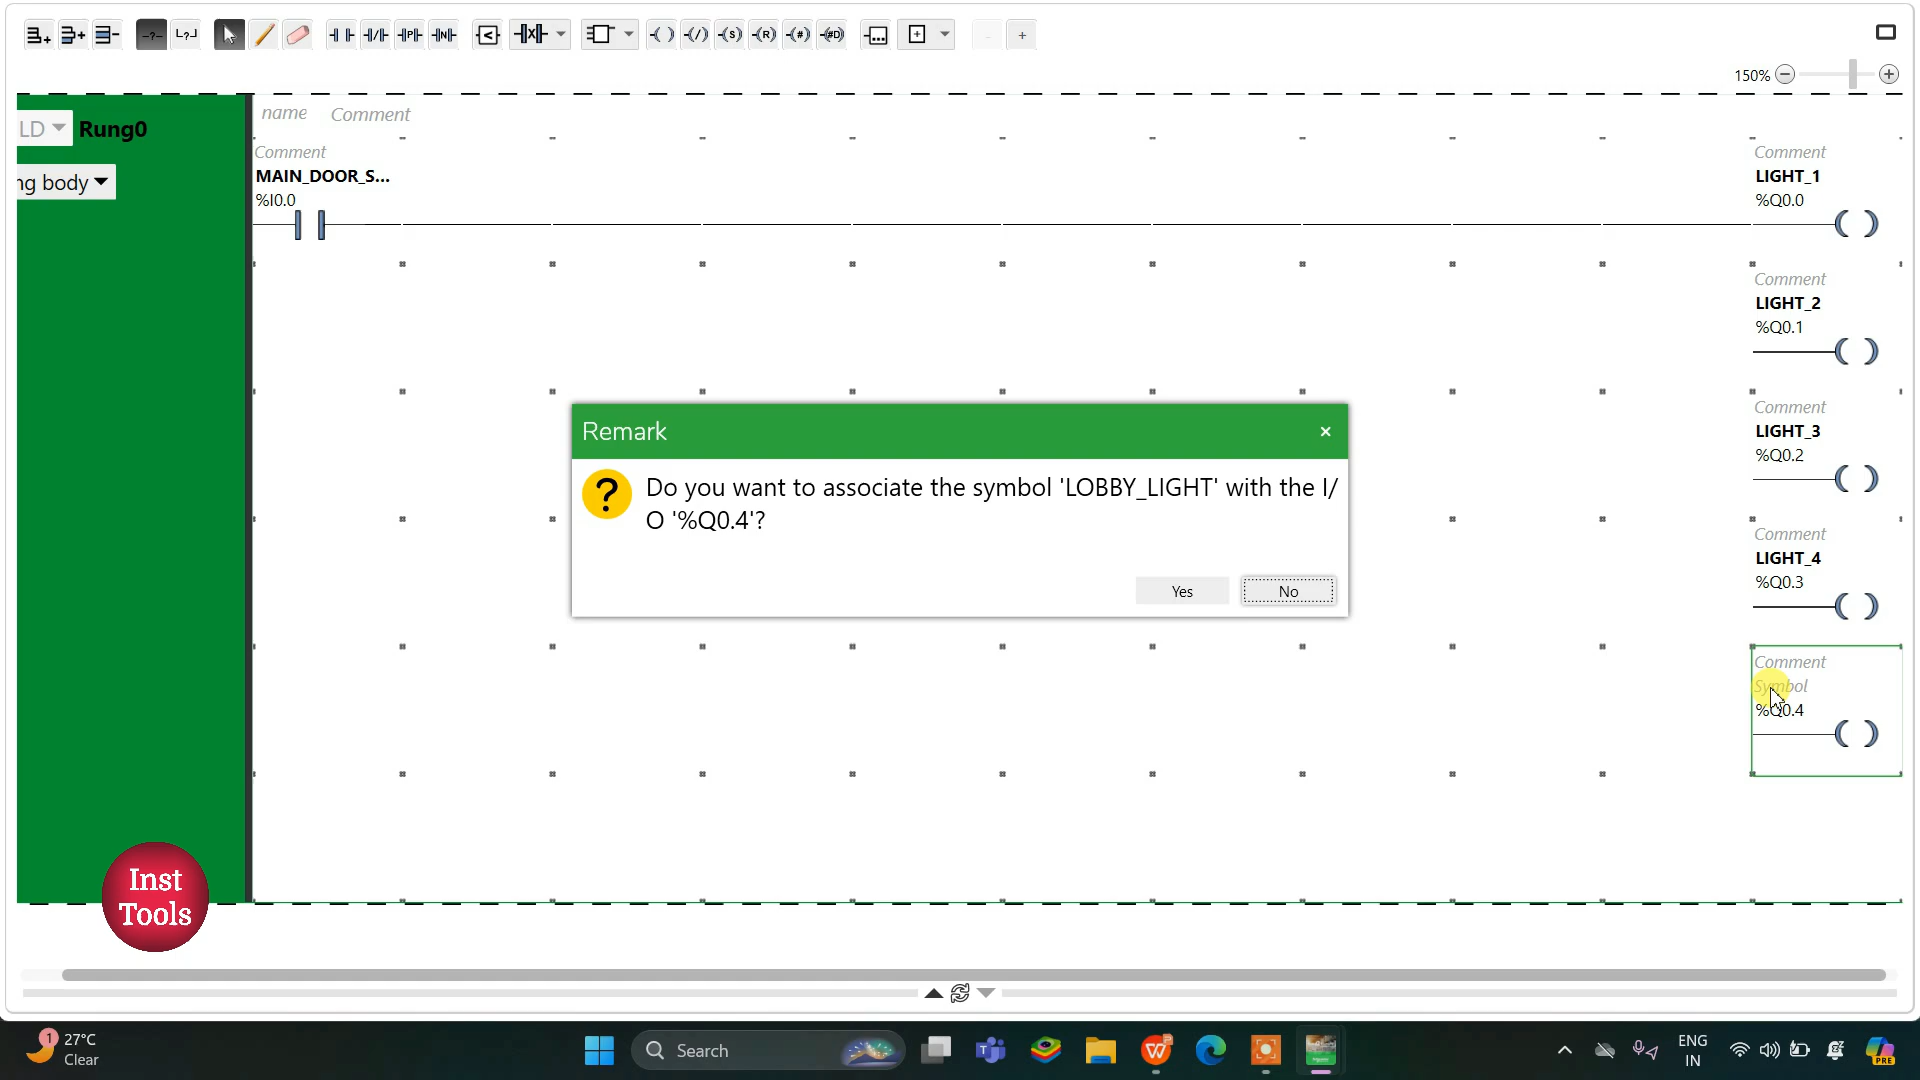 -?-
L?┘
P
N
<
X
/
S
R
#
#D
...
+
-
+
150%
LD
Rung0
name Comment
ng body
Comment
MAIN_DOOR_S...
%I0.0
Comment
LIGHT_1
%Q0.0
Comment
LIGHT_2
%Q0.1
Comment
LIGHT_3
%Q0.2
Comment
LIGHT_4
%Q0.3
Comment
Symbol
%Q0.4
Remark
×
?
Do you want to associate the symbol 'LOBBY_LIGHT' with the I/
O '%Q0.4'?
Yes
No
Inst
Tools
1
27°C
Clear
Search
ENG
IN
PRE